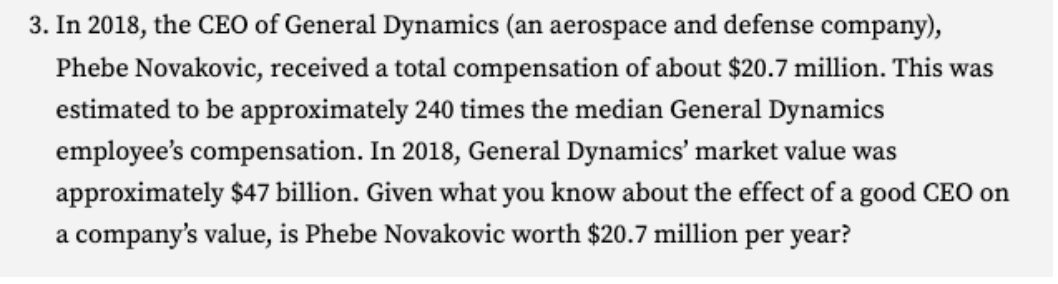 3. In 2018, the CEO of General Dynamics (an aerospace and defense company),
Phebe Novakovic, received a total compensation of about $20.7 million. This was
estimated to be approximately 240 times the median General Dynamics
employee’s compensation. In 2018, General Dynamics’ market value was
approximately $47 billion. Given what you know about the effect of a good CEO on
a company’s value, is Phebe Novakovic worth $20.7 million per year?